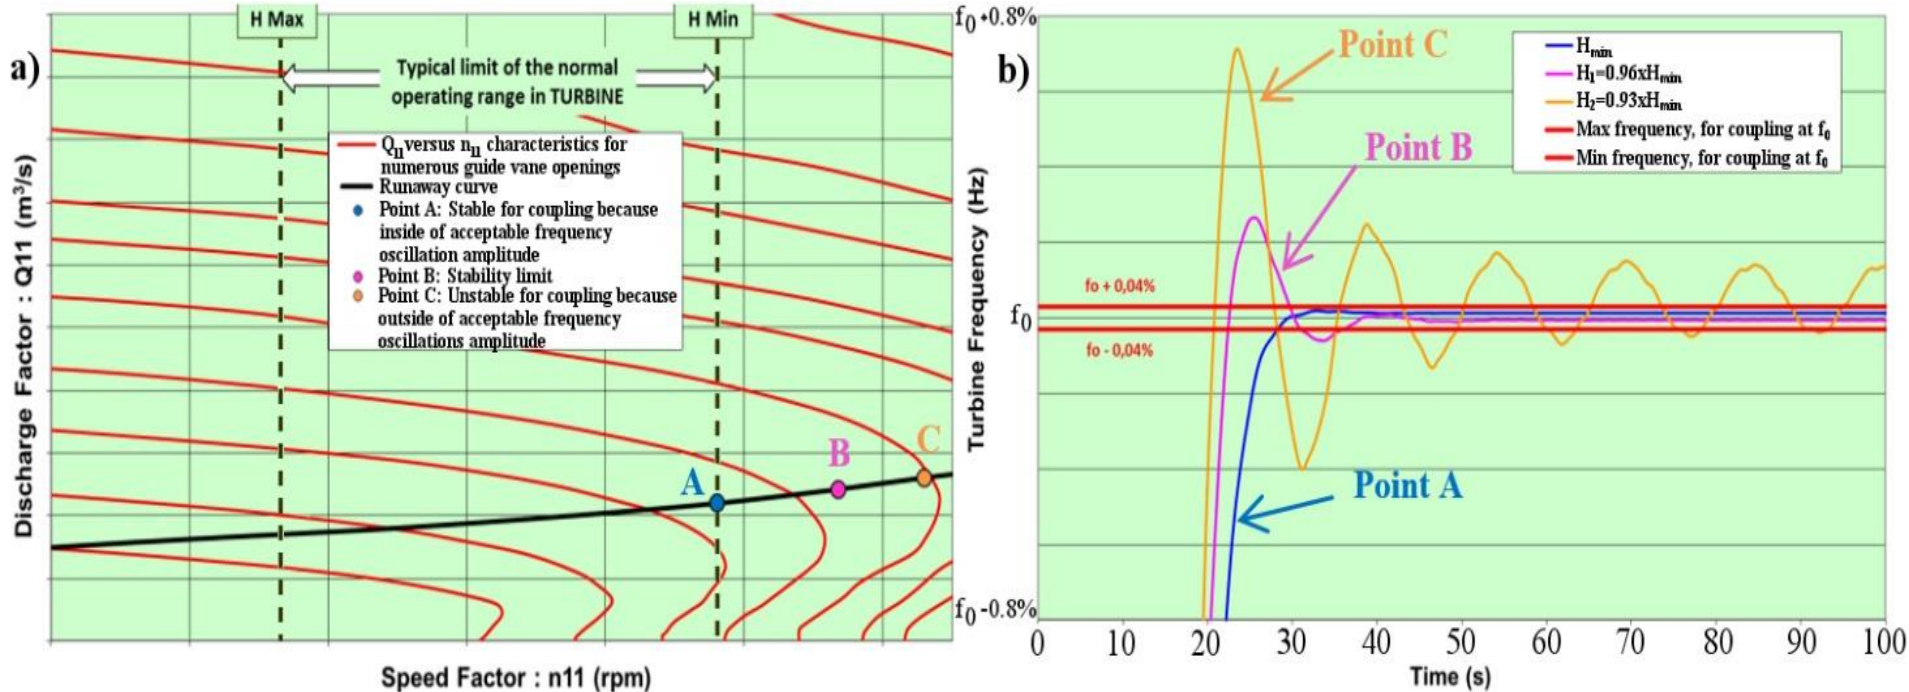 a)
H Max
H Min
Typical limit of the normal
operating range in TURBINE
Q11 versus n11 characteristics for
numerous guide vane openings
Runaway curve
Point A: Stable for coupling because
inside of acceptable frequency
oscillation amplitude
Point B: Stability limit
Point C: Unstable for coupling because
outside of acceptable frequency
oscillations amplitude
A
B
C
Discharge Factor : Q11 (m³/s)
Speed Factor : n11 (rpm)
b)
f0+0.8%
f0
f0-0.8%
Turbine Frequency (Hz)
Point C
Point B
Point A
Hmin
H1=0.96xHmin
H2=0.93xHmin
Max frequency, for coupling at f0
Min frequency, for coupling at f0
fo + 0,04%
fo - 0,04%
0 10 20 30 40 50 60 70 80 90 100
Time (s)